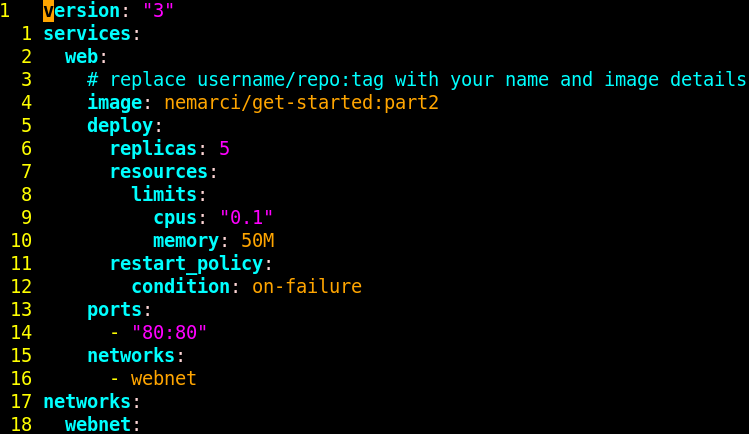 1   version: "3"
  1 services:
  2   web:
  3     # replace username/repo:tag with your name and image details
  4     image: nemarci/get-started:part2
  5     deploy:
  6       replicas: 5
  7       resources:
  8         limits:
  9           cpus: "0.1"
 10           memory: 50M
 11       restart_policy:
 12         condition: on-failure
 13     ports:
 14       - "80:80"
 15     networks:
 16       - webnet
 17 networks:
 18   webnet: